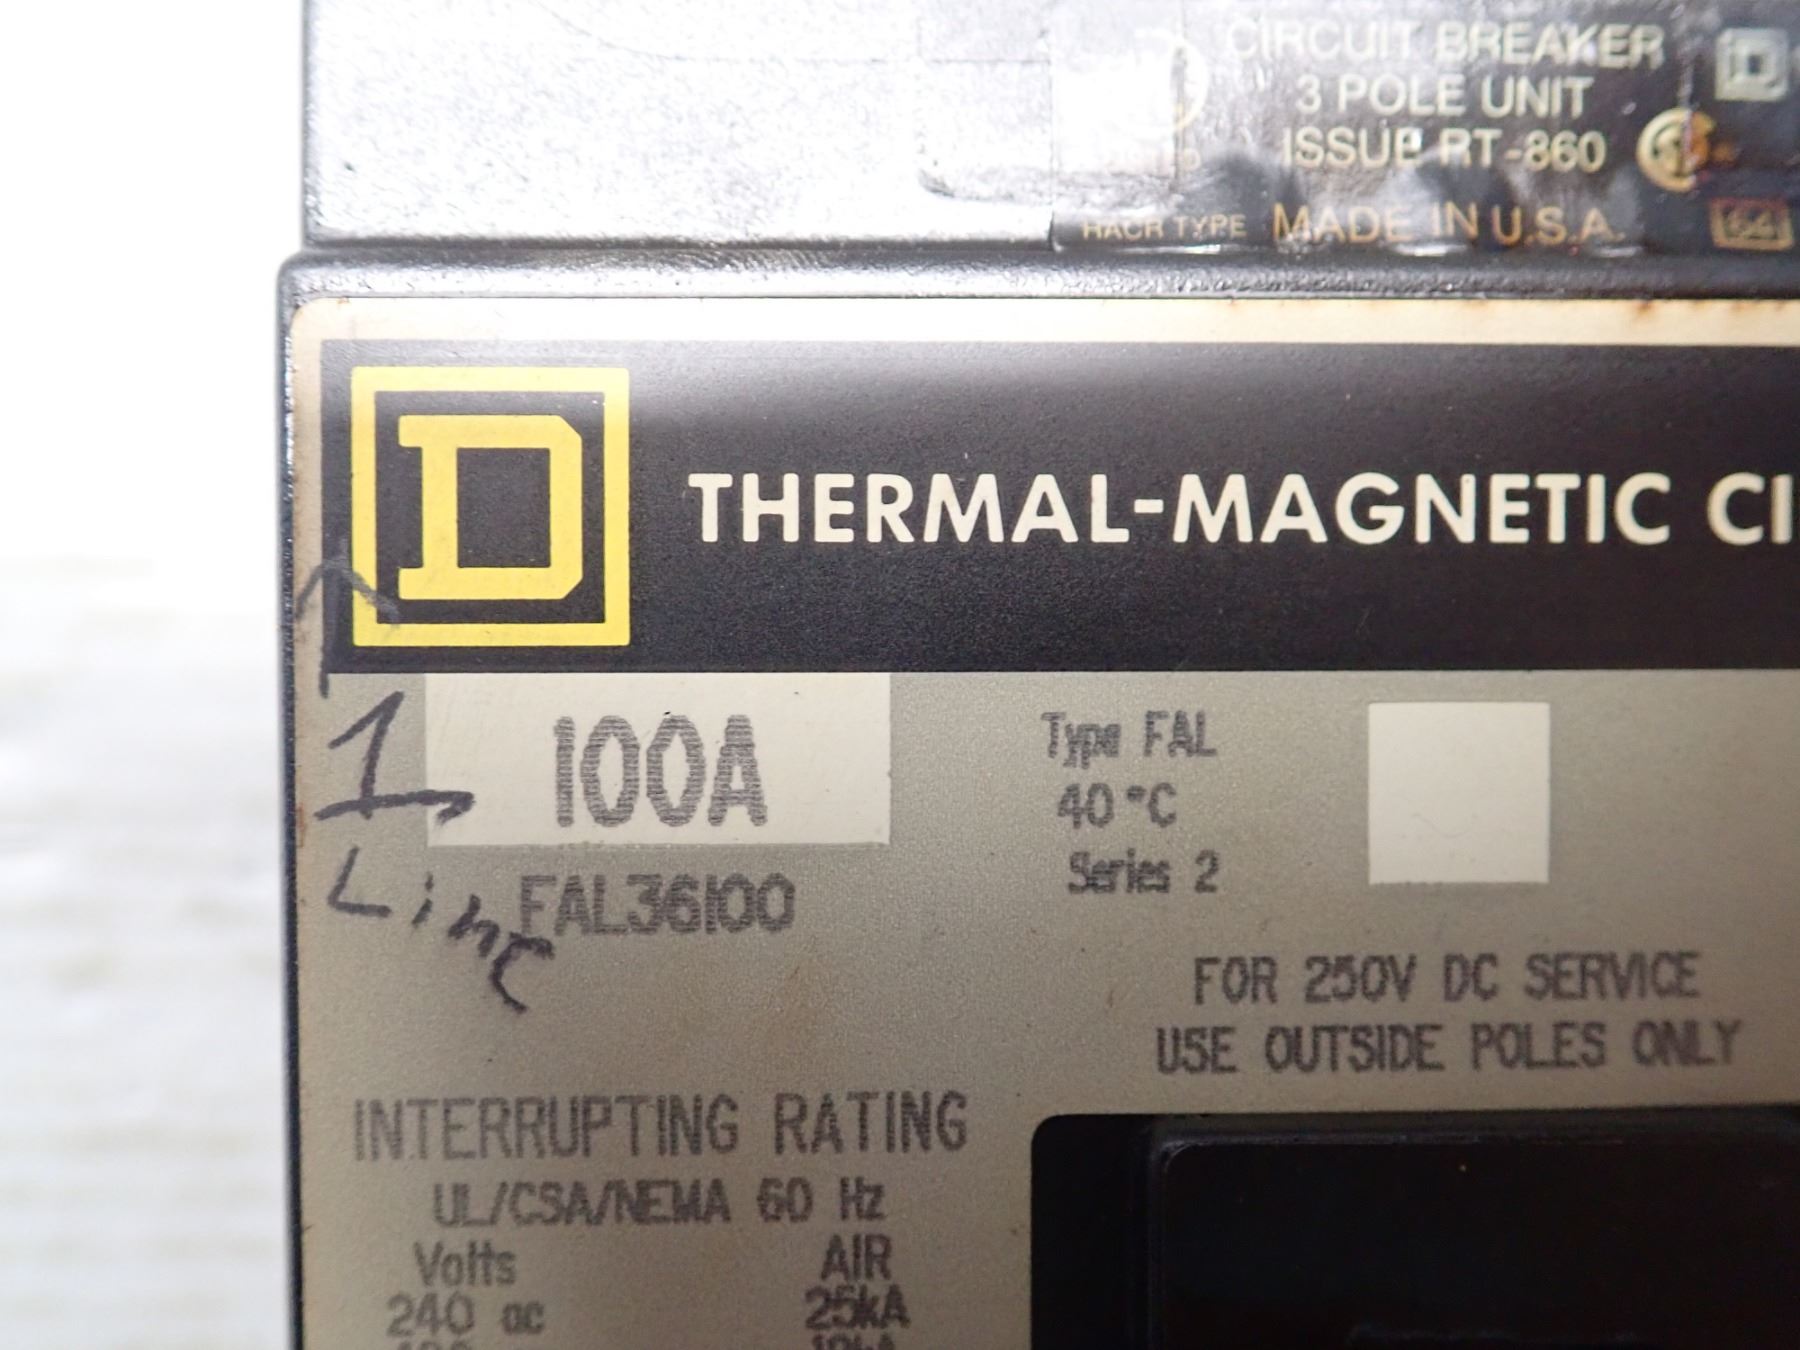 CIRCUIT BREAKER
3 POLE UNIT
ISSUE RT-860
HACR TYPE MADE IN U.S.A.
D
THERMAL-MAGNETIC CI
1
Line
100A
FAL36100
Type FAL
40°C
Series 2
FOR 250V DC SERVICE
USE OUTSIDE POLES ONLY
INTERRUPTING RATING
UL/CSA/NEMA 60 Hz
Volts AIR
240 ac 25kA